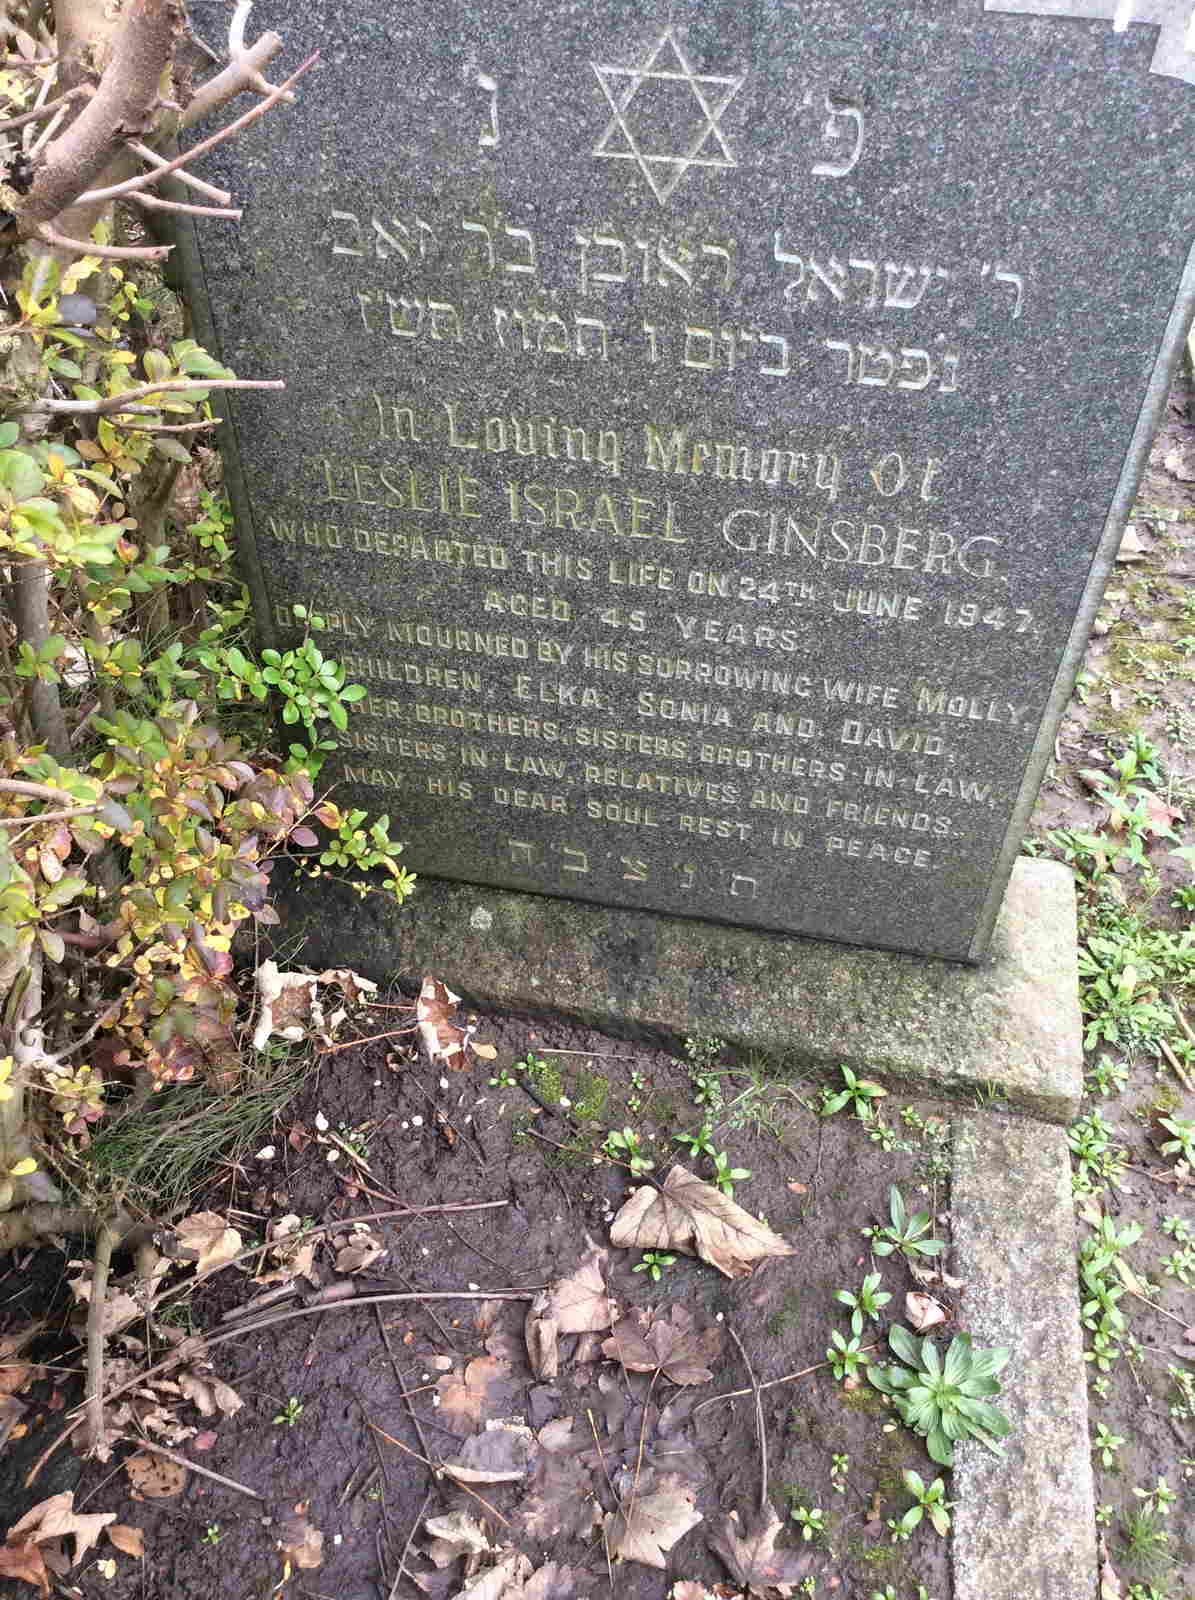 פ נ
ר' ישראל ראובן בר זאב
נפטר ביום ו תמוז תש"ז
In Loving Memory Of
LESLIE ISRAEL GINSBERG.
WHO DEPARTED THIS LIFE ON 24TH JUNE 1947.
AGED 45 YEARS.
DEEPLY MOURNED BY HIS SORROWING WIFE MOLLY,
CHILDREN, ELKA, SONIA AND DAVID,
BROTHERS, SISTERS, BROTHERS-IN-LAW,
SISTERS IN-LAW, RELATIVES AND FRIENDS.
MAY HIS DEAR SOUL REST IN PEACE.
ת נ צ ב ה